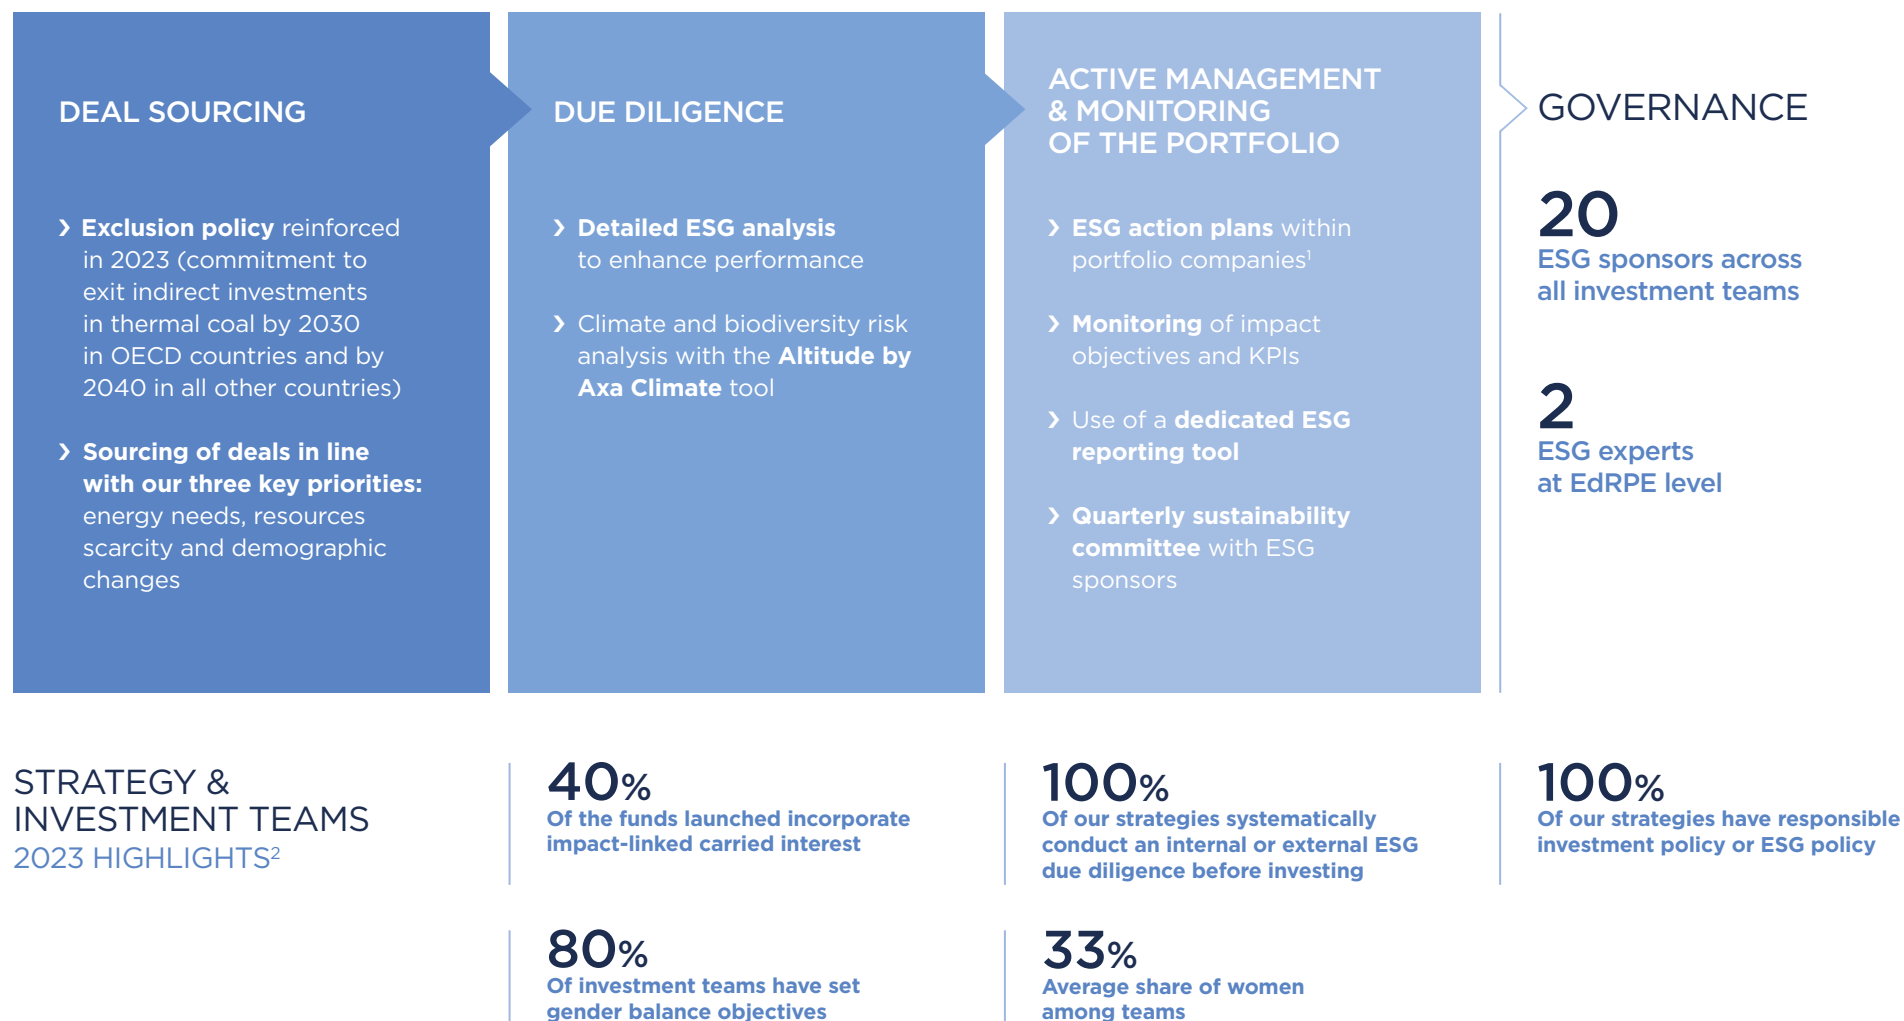 DEAL SOURCING
❯ Exclusion policy reinforced
in 2023 (commitment to
exit indirect investments
in thermal coal by 2030
in OECD countries and by
2040 in all other countries)
❯ Sourcing of deals in line
with our three key priorities:
energy needs, resources
scarcity and demographic
changes
DUE DILIGENCE
❯ Detailed ESG analysis
to enhance performance
❯ Climate and biodiversity risk
analysis with the Altitude by
Axa Climate tool
ACTIVE MANAGEMENT
& MONITORING
OF THE PORTFOLIO
❯ ESG action plans within
portfolio companies¹
❯ Monitoring of impact
objectives and KPIs
❯ Use of a dedicated ESG
reporting tool
❯ Quarterly sustainability
committee with ESG
sponsors
GOVERNANCE
20
ESG sponsors across
all investment teams
2
ESG experts
at EdRPE level
STRATEGY &
INVESTMENT TEAMS
2023 HIGHLIGHTS²
40%
Of the funds launched incorporate
impact-linked carried interest
100%
Of our strategies systematically
conduct an internal or external ESG
due diligence before investing
100%
Of our strategies have responsible
investment policy or ESG policy
80%
Of investment teams have set
gender balance objectives
33%
Average share of women
among teams